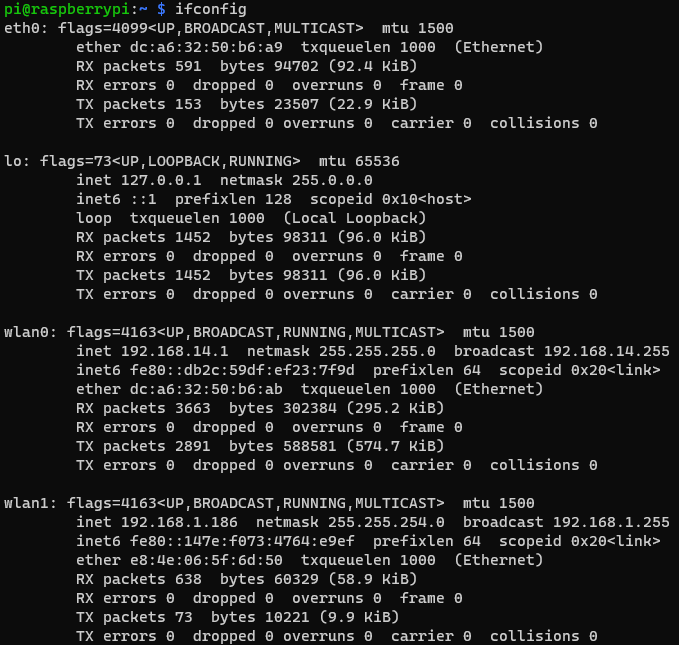 pi@raspberrypi:~ $ ifconfig
eth0: flags=4099<UP,BROADCAST,MULTICAST>  mtu 1500
        ether dc:a6:32:50:b6:a9  txqueuelen 1000  (Ethernet)
        RX packets 591  bytes 94702 (92.4 KiB)
        RX errors 0  dropped 0  overruns 0  frame 0
        TX packets 153  bytes 23507 (22.9 KiB)
        TX errors 0  dropped 0 overruns 0  carrier 0  collisions 0

lo: flags=73<UP,LOOPBACK,RUNNING>  mtu 65536
        inet 127.0.0.1  netmask 255.0.0.0
        inet6 ::1  prefixlen 128  scopeid 0x10<host>
        loop  txqueuelen 1000  (Local Loopback)
        RX packets 1452  bytes 98311 (96.0 KiB)
        RX errors 0  dropped 0  overruns 0  frame 0
        TX packets 1452  bytes 98311 (96.0 KiB)
        TX errors 0  dropped 0 overruns 0  carrier 0  collisions 0

wlan0: flags=4163<UP,BROADCAST,RUNNING,MULTICAST>  mtu 1500
        inet 192.168.14.1  netmask 255.255.255.0  broadcast 192.168.14.255
        inet6 fe80::db2c:59df:ef23:7f9d  prefixlen 64  scopeid 0x20<link>
        ether dc:a6:32:50:b6:ab  txqueuelen 1000  (Ethernet)
        RX packets 3663  bytes 302384 (295.2 KiB)
        RX errors 0  dropped 0  overruns 0  frame 0
        TX packets 2891  bytes 588581 (574.7 KiB)
        TX errors 0  dropped 0 overruns 0  carrier 0  collisions 0

wlan1: flags=4163<UP,BROADCAST,RUNNING,MULTICAST>  mtu 1500
        inet 192.168.1.186  netmask 255.255.254.0  broadcast 192.168.1.255
        inet6 fe80::147e:f073:4764:e9ef  prefixlen 64  scopeid 0x20<link>
        ether e8:4e:06:5f:6d:50  txqueuelen 1000  (Ethernet)
        RX packets 638  bytes 60329 (58.9 KiB)
        RX errors 0  dropped 0  overruns 0  frame 0
        TX packets 73  bytes 10221 (9.9 KiB)
        TX errors 0  dropped 0 overruns 0  carrier 0  collisions 0